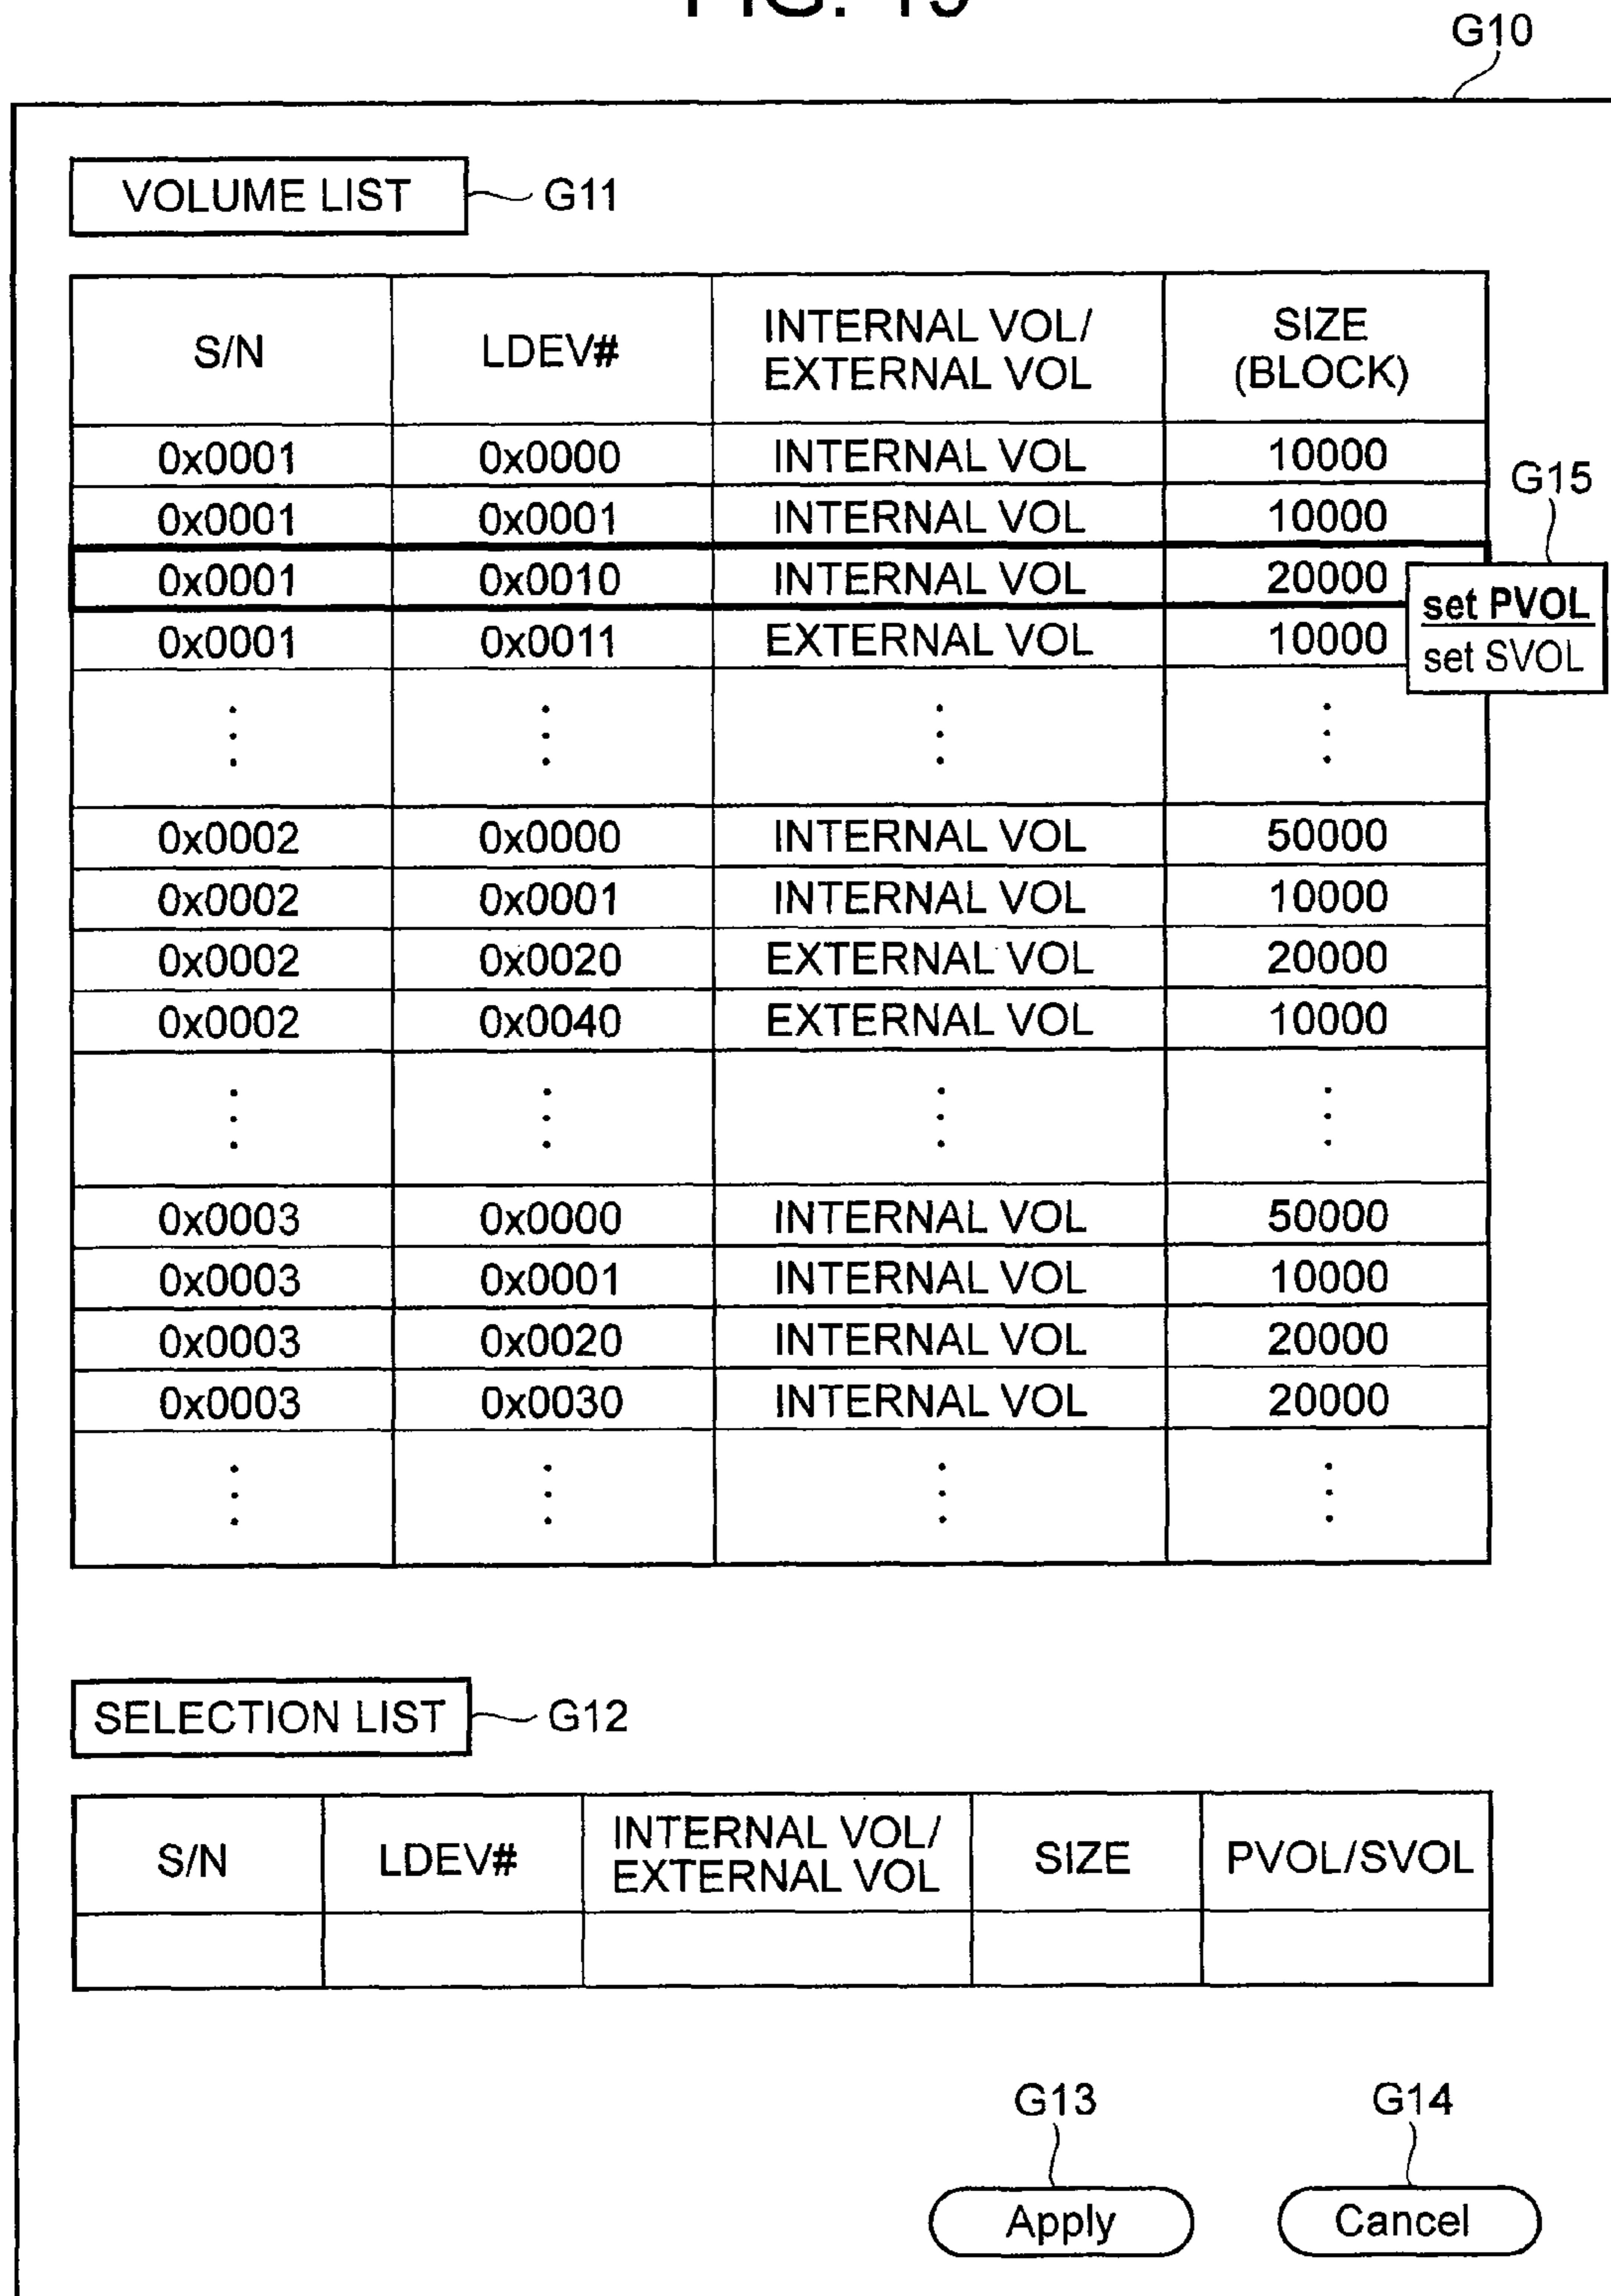 FIG. 19
G10
VOLUME LIST G11
S/N LDEV# INTERNAL VOL/ EXTERNAL VOL SIZE (BLOCK)
0x0001 0x0000 INTERNAL VOL 10000
G15
0x0001 0x0001 INTERNAL VOL 10000
0x0001 0x0010 INTERNAL VOL 20000
set PVOL
0x0001 0x0011 EXTERNAL VOL 10000
set SVOL
0x0002 0x0000 INTERNAL VOL 50000
0x0002 0x0001 INTERNAL VOL 10000
0x0002 0x0020 EXTERNAL VOL 20000
0x0002 0x0040 EXTERNAL VOL 10000
0x0003 0x0000 INTERNAL VOL 50000
0x0003 0x0001 INTERNAL VOL 10000
0x0003 0x0020 INTERNAL VOL 20000
0x0003 0x0030 INTERNAL VOL 20000
SELECTION LIST G12
S/N LDEV# INTERNAL VOL/ EXTERNAL VOL SIZE PVOL/SVOL
G13 G14
Apply Cancel